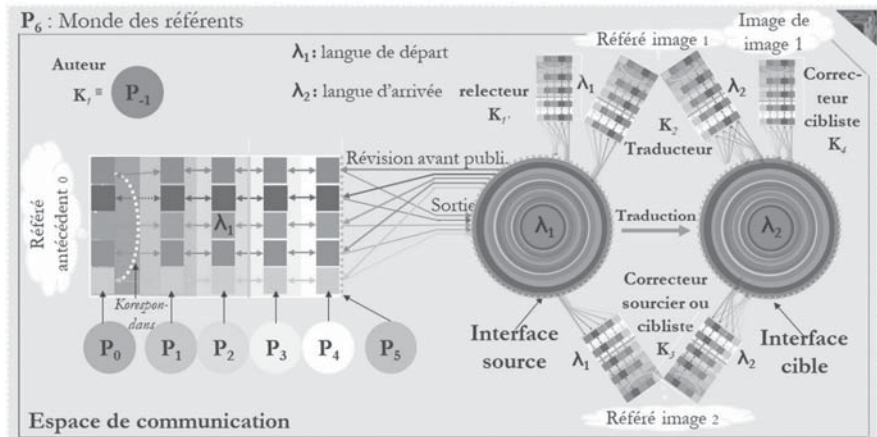 P6 : Monde des référents
Auteur
K1 ≡
P-1
λ1 : langue de départ
λ2 : langue d'arrivée
Référé image 1
Image de
image 1
relecteur
K1'
λ1
K2
Traducteur
λ2
Correc-
teur
cibliste
K4
Référé
antécédent 0
λ1
Korespon-
dans
Révision avant publi.
Sortie
λ1
Traduction
λ2
P0
P1
P2
P3
P4
P5
Interface
source
Correcteur
sourcier ou
cibliste
K3
λ1
λ2
Interface
cible
Référé image 2
Espace de communication